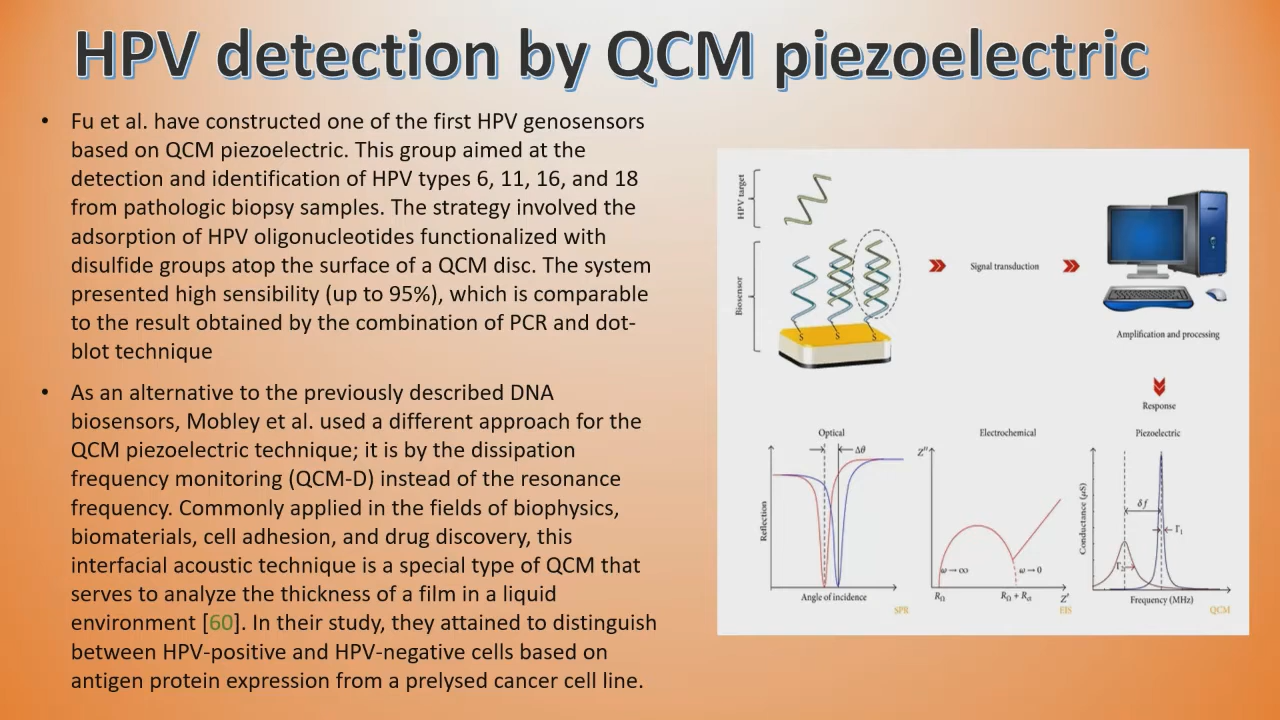 HPV detection by QCM piezoelectric
• Fu et al. have constructed one of the first HPV genosensors
based on QCM piezoelectric. This group aimed at the
detection and identification of HPV types 6, 11, 16, and 18
from pathologic biopsy samples. The strategy involved the
adsorption of HPV oligonucleotides functionalized with
disulfide groups atop the surface of a QCM disc. The system
presented high sensibility (up to 95%), which is comparable
to the result obtained by the combination of PCR and dot-
blot technique
• As an alternative to the previously described DNA
biosensors, Mobley et al. used a different approach for the
QCM piezoelectric technique; it is by the dissipation
frequency monitoring (QCM-D) instead of the resonance
frequency. Commonly applied in the fields of biophysics,
biomaterials, cell adhesion, and drug discovery, this
interfacial acoustic technique is a special type of QCM that
serves to analyze the thickness of a film in a liquid
environment [60]. In their study, they attained to distinguish
between HPV-positive and HPV-negative cells based on
antigen protein expression from a prelysed cancer cell line.
HPV target
Biosensor
S S S
Signal transduction
Amplification and processing
Response
Optical
Δθ
Reflection
Angle of incidence
SPR
Electrochemical
Z"
ω→∞
ω→0
RΩ
RΩ + Rct
Z'
EIS
Piezoelectric
Conductance (μS)
δf
Γ1
Γ2
Frequency (MHz)
QCM